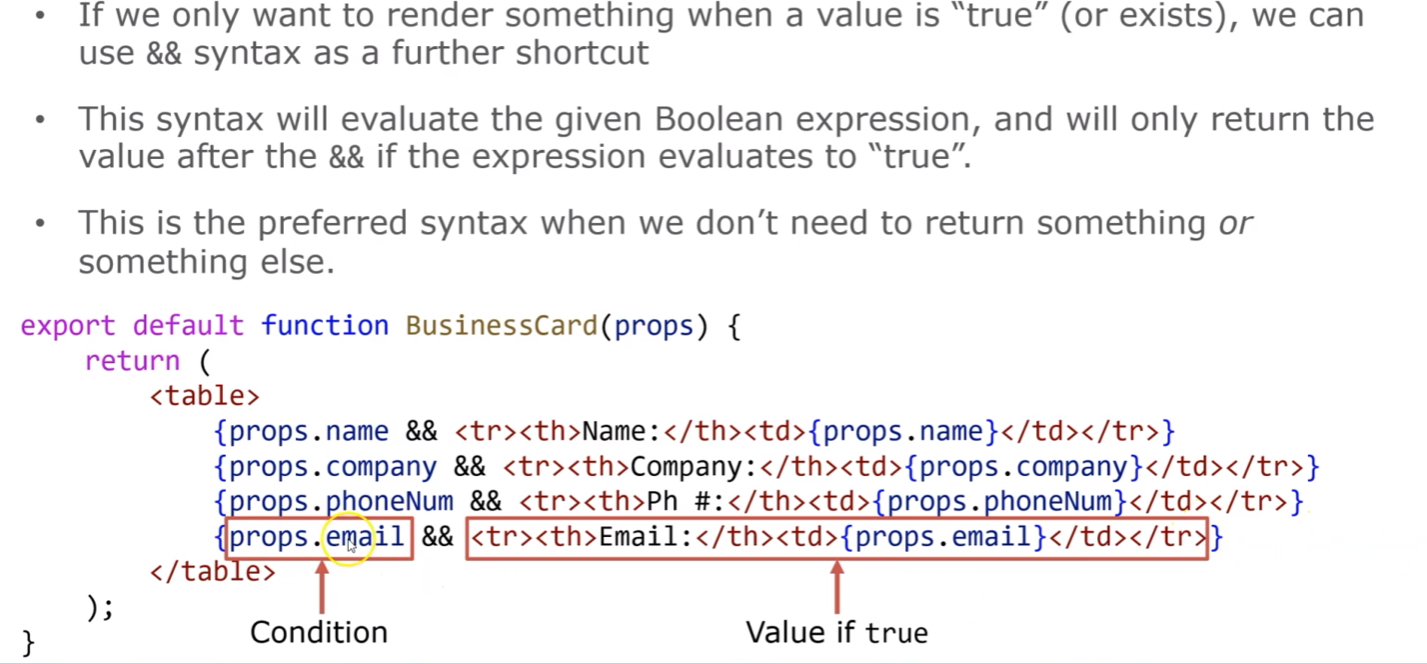 • If we only want to render something when a value is “true” (or exists), we can
use && syntax as a further shortcut
• This syntax will evaluate the given Boolean expression, and will only return the
value after the && if the expression evaluates to “true”.
• This is the preferred syntax when we don’t need to return something or
something else.
export default function BusinessCard(props) {
    return (
        <table>
            {props.name && <tr><th>Name:</th><td>{props.name}</td></tr>}
            {props.company && <tr><th>Company:</th><td>{props.company}</td></tr>}
            {props.phoneNum && <tr><th>Ph #:</th><td>{props.phoneNum}</td></tr>}
            {props.email && <tr><th>Email:</th><td>{props.email}</td></tr>}
        </table>
    );
Condition Value if true
}